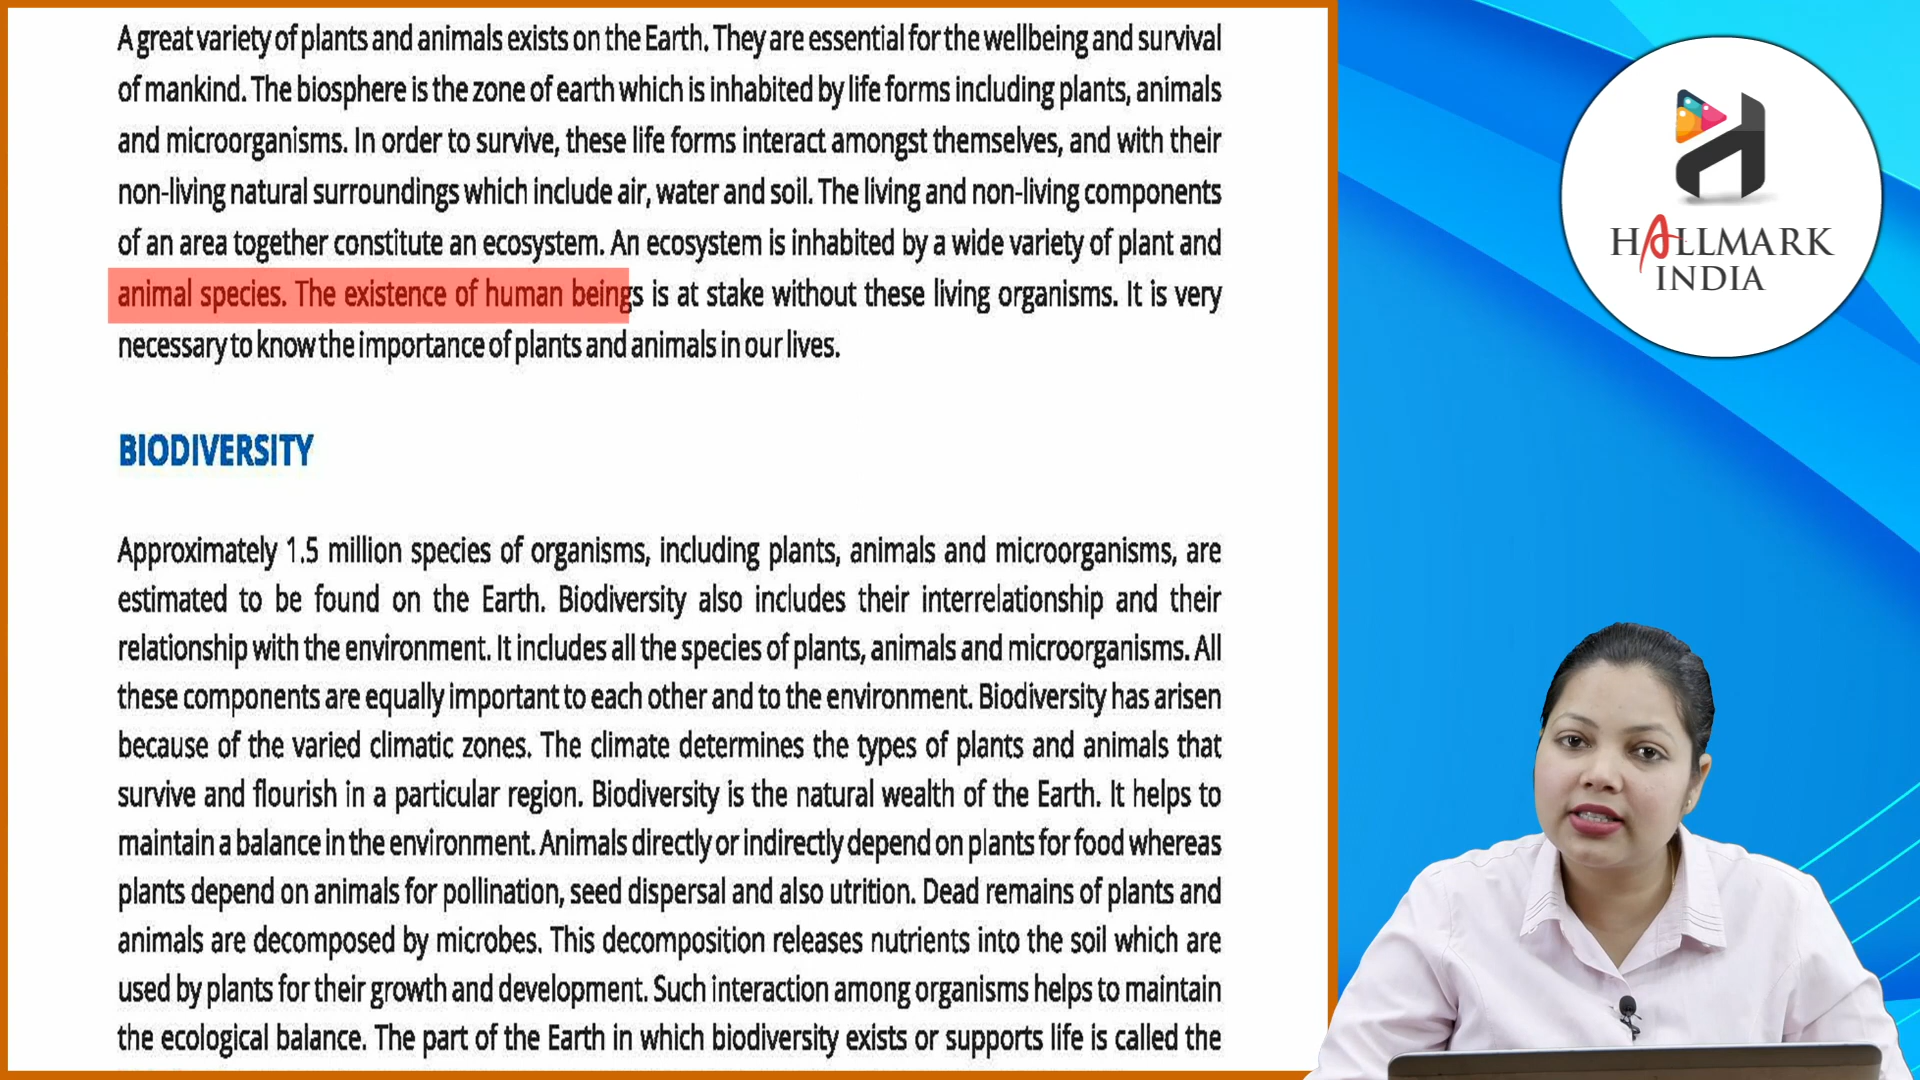 A great variety of plants and animals exists on the Earth. They are essential for the wellbeing and survival
of mankind. The biosphere is the zone of earth which is inhabited by life forms including plants, animals
and microorganisms. In order to survive, these life forms interact amongst themselves, and with their
non-living natural surroundings which include air, water and soil. The living and non-living components
of an area together constitute an ecosystem. An ecosystem is inhabited by a wide variety of plant and
animal species. The existence of human beings is at stake without these living organisms. It is very
necessary to know the importance of plants and animals in our lives.
BIODIVERSITY
Approximately 1.5 million species of organisms, including plants, animals and microorganisms, are
estimated to be found on the Earth. Biodiversity also includes their interrelationship and their
relationship with the environment. It includes all the species of plants, animals and microorganisms. All
these components are equally important to each other and to the environment. Biodiversity has arisen
because of the varied climatic zones. The climate determines the types of plants and animals that
survive and flourish in a particular region. Biodiversity is the natural wealth of the Earth. It helps to
maintain a balance in the environment. Animals directly or indirectly depend on plants for food whereas
plants depend on animals for pollination, seed dispersal and also utrition. Dead remains of plants and
animals are decomposed by microbes. This decomposition releases nutrients into the soil which are
used by plants for their growth and development. Such interaction among organisms helps to maintain
the ecological balance. The part of the Earth in which biodiversity exists or supports life is called the
HALLMARK
INDIA